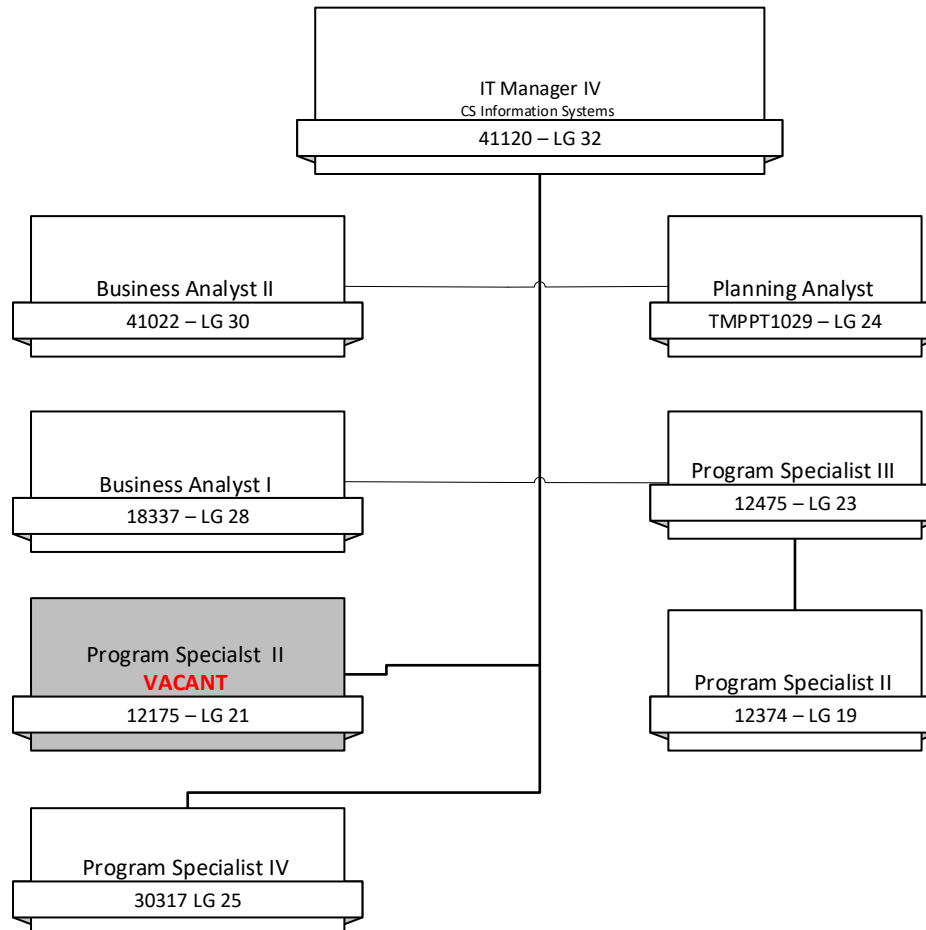 IT Manager IV
CS Information Systems
41120 – LG 32
Business Analyst II
41022 – LG 30
Planning Analyst
TMPPT1029 – LG 24
Business Analyst I
18337 – LG 28
Program Specialist III
12475 – LG 23
Program Specialst  II
VACANT
12175 – LG 21
Program Specialist II
12374 – LG 19
Program Specialist IV
30317 LG 25